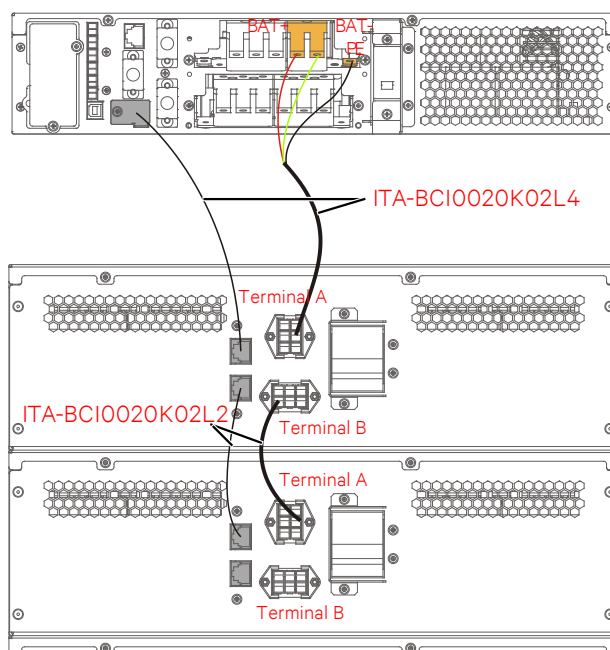 BAT+ BAT-
PE
ITA-BCI0020K02L4
Terminal A
ITA-BCI0020K02L2
Terminal B
Terminal A
Terminal B